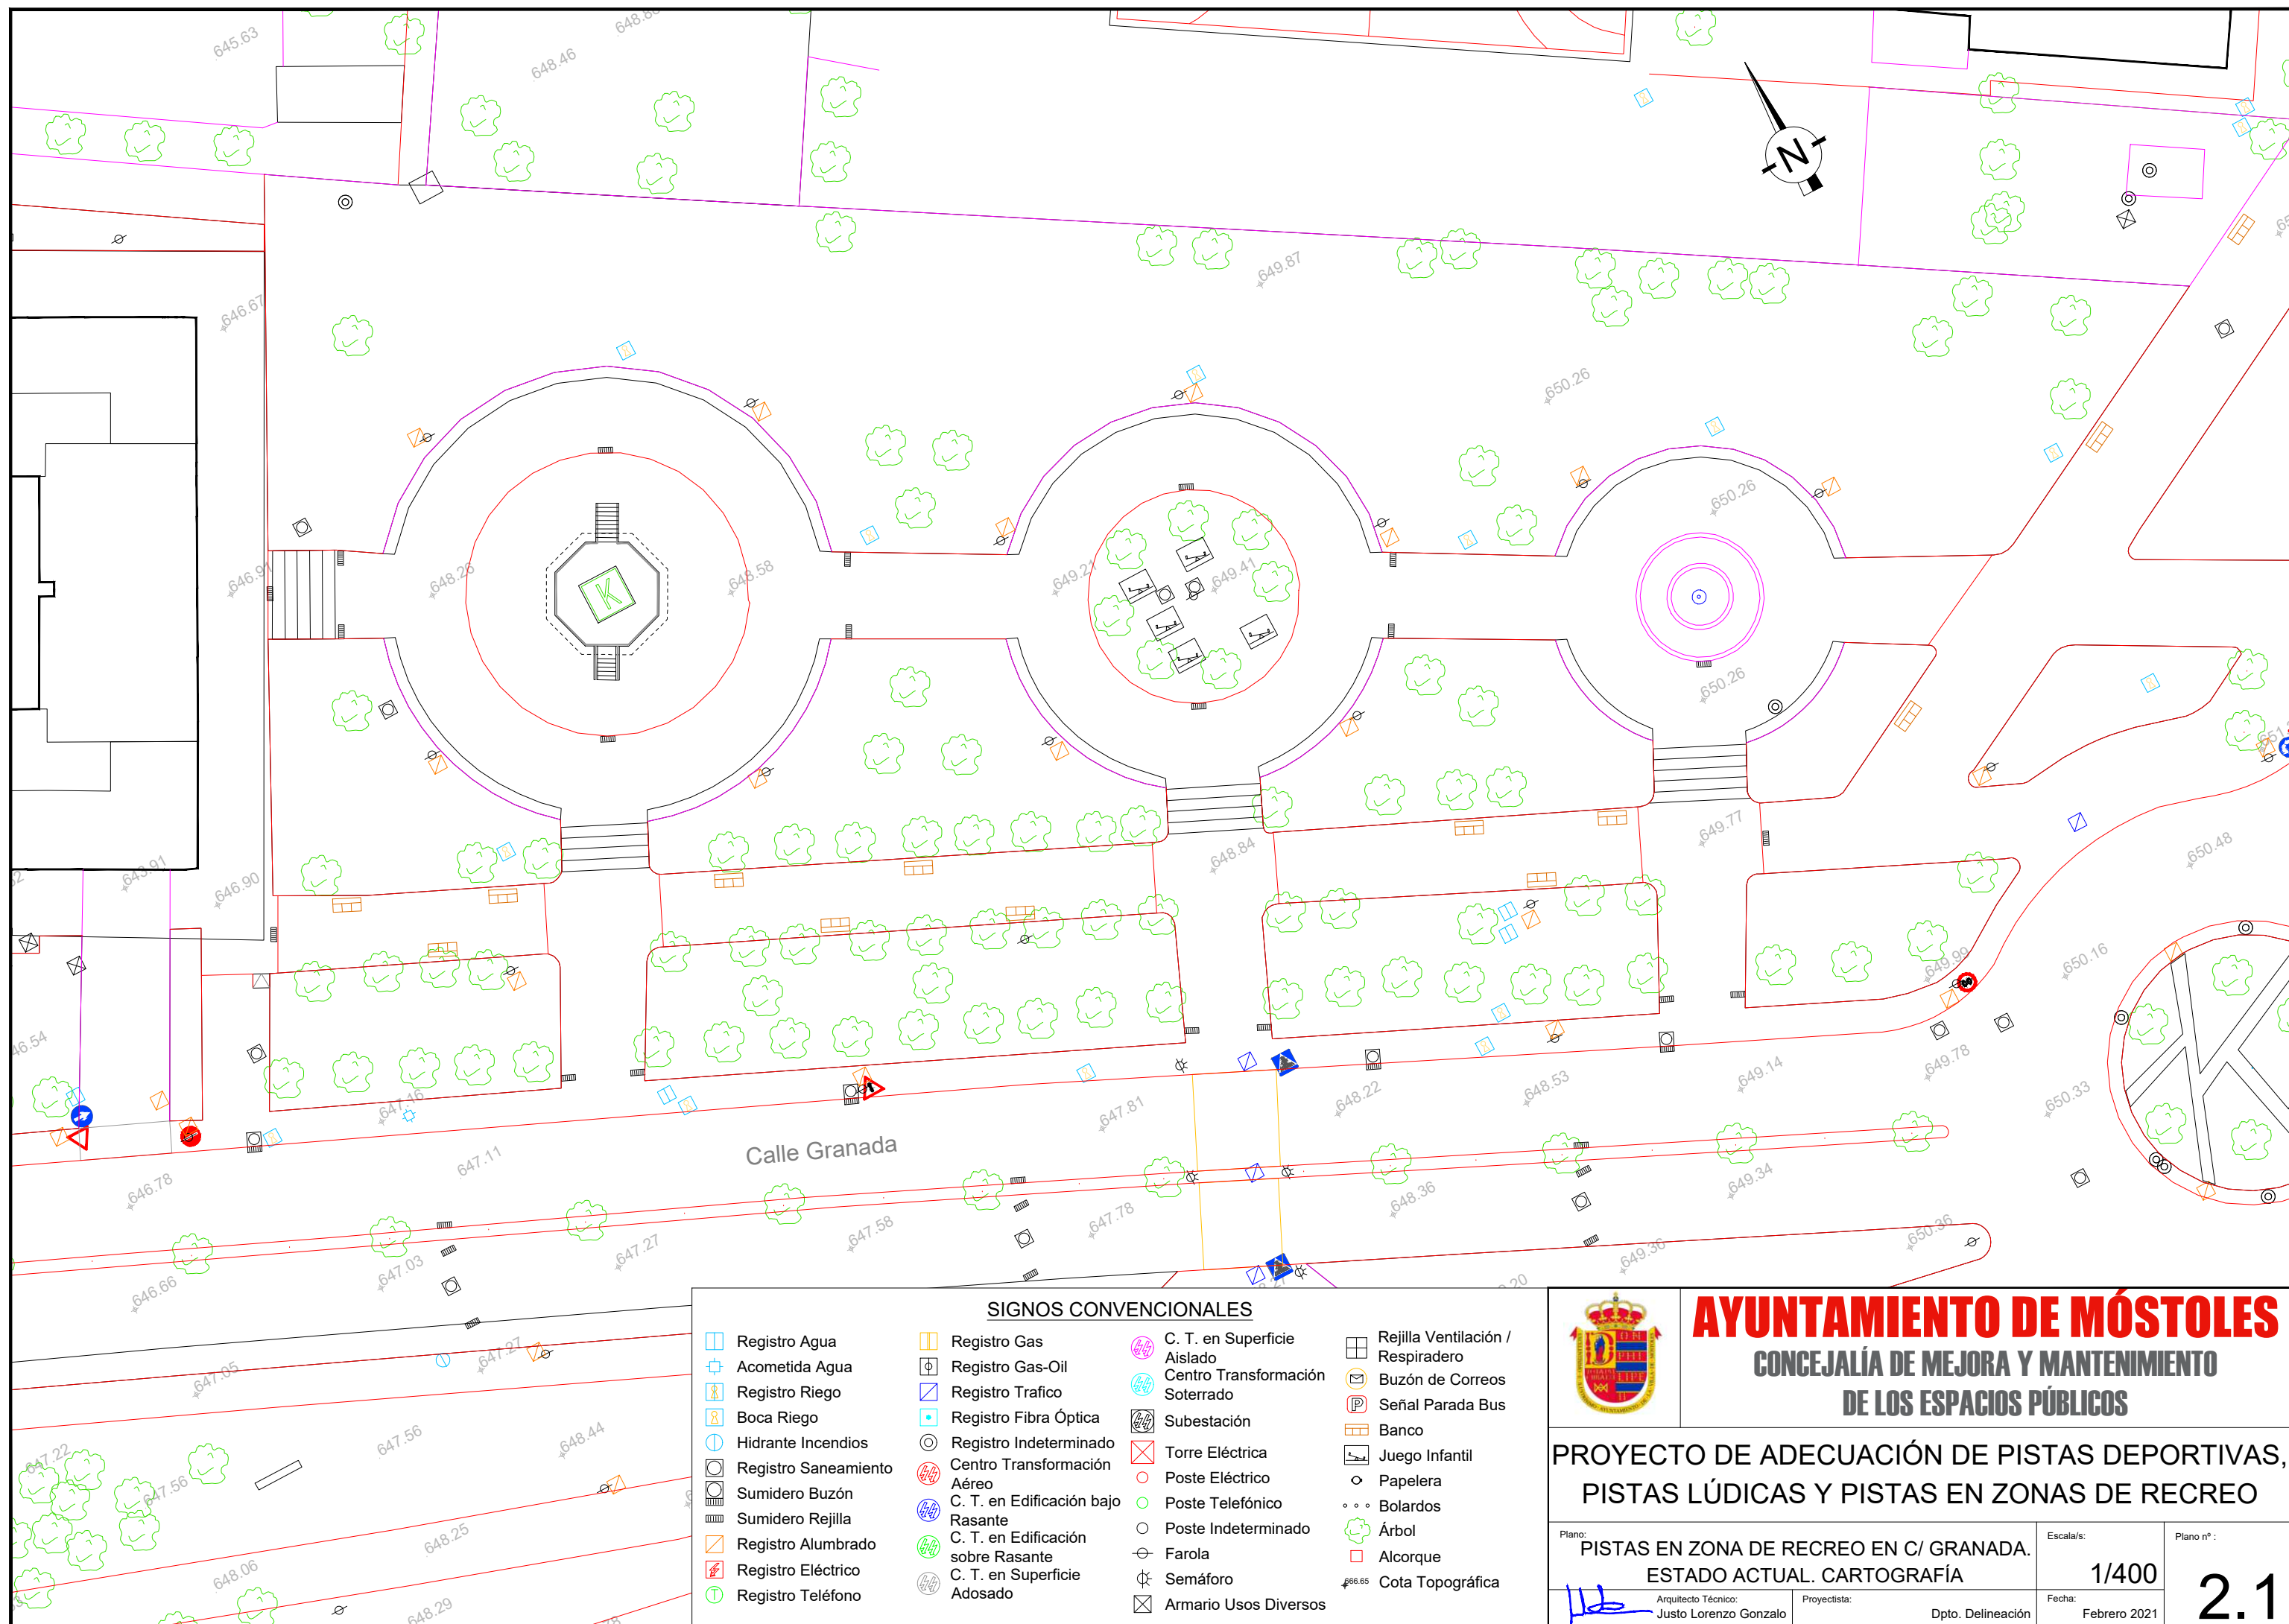 645.63
648.46
649.87
646.67
650.26
650.26
N
646.91
648.26
648.58
649.21
649.41
K
650.26
649.77
648.84
650.48
643.91
646.90
649.99
650.16
46.54
647.16
647.81
648.22
648.53
649.14
649.78
650.33
Calle Granada
647.11
646.78
647.58
647.78
648.36
649.34
650.36
646.66
647.03
647.27
649.36
647.05
647.27
647.22
647.56
647.56
648.44
648.25
648.06
648.29
SIGNOS CONVENCIONALES
Registro Agua
Acometida Agua
Registro Riego
Boca Riego
Hidrante Incendios
Registro Saneamiento
Sumidero Buzón
Sumidero Rejilla
Registro Alumbrado
Registro Eléctrico
Registro Teléfono
Registro Gas
Registro Gas-Oil
Registro Trafico
Registro Fibra Óptica
Registro Indeterminado
Centro Transformación
Aéreo
C. T. en Edificación bajo
Rasante
C. T. en Edificación
sobre Rasante
C. T. en Superficie
Adosado
C. T. en Superficie
Aislado
Centro Transformación
Soterrado
Subestación
Torre Eléctrica
Poste Eléctrico
Poste Telefónico
Poste Indeterminado
Farola
Semáforo
Armario Usos Diversos
Rejilla Ventilación /
Respiradero
Buzón de Correos
P Señal Parada Bus
Banco
Juego Infantil
Papelera
Bolardos
Árbol
Alcorque
666.65 Cota Topográfica
AYUNTAMIENTO DE MÓSTOLES
CONCEJALÍA DE MEJORA Y MANTENIMIENTO
DE LOS ESPACIOS PÚBLICOS
PROYECTO DE ADECUACIÓN DE PISTAS DEPORTIVAS,
PISTAS LÚDICAS Y PISTAS EN ZONAS DE RECREO
Plano:
PISTAS EN ZONA DE RECREO EN C/ GRANADA.
ESTADO ACTUAL. CARTOGRAFÍA
Escala/s:
1/400
Plano nº :
2.1
Arquitecto Técnico:
Justo Lorenzo Gonzalo
Proyectista:
Dpto. Delineación
Fecha:
Febrero 2021